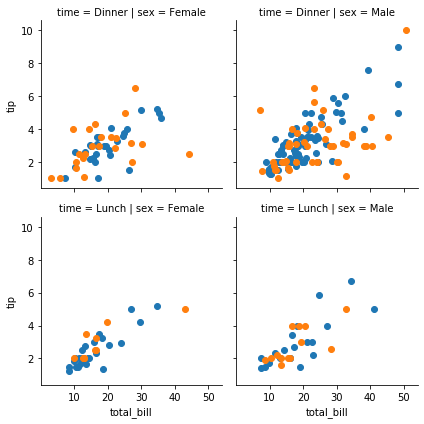 time = Dinner | sex = Female
time = Dinner | sex = Male
10
8
6
4
2
tip
time = Lunch | sex = Female
time = Lunch | sex = Male
10
8
6
4
2
tip
10 20 30 40 50
10 20 30 40 50
total_bill
total_bill